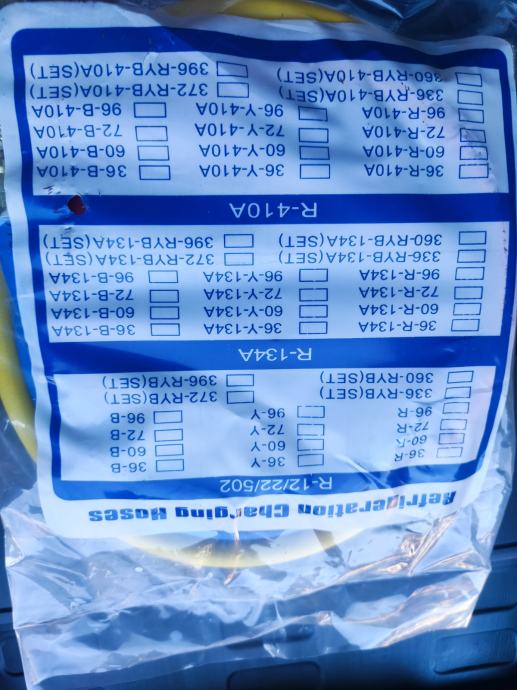 Refrigeration Charging Hoses
R-12/22/502
36-R 36-Y 36-B
60-R 60-Y 60-B
72-R 72-Y 72-B
96-R 96-Y 96-B
336-RYB(SET) 372-RYB(SET)
360-RYB(SET) 396-RYB(SET)
R-134A
36-R-134A 36-Y-134A 36-B-134A
60-R-134A 60-Y-134A 60-B-134A
72-R-134A 72-Y-134A 72-B-134A
96-R-134A 96-Y-134A 96-B-134A
336-RYB-134A(SET) 372-RYB-134A(SET)
360-RYB-134A(SET) 396-RYB-134A(SET)
R-410A
36-R-410A 36-Y-410A 36-B-410A
60-R-410A 60-Y-410A 60-B-410A
72-R-410A 72-Y-410A 72-B-410A
96-R-410A 96-Y-410A 96-B-410A
336-RYB-410A(SET) 372-RYB-410A(SET)
360-RYB-410A(SET) 396-RYB-410A(SET)